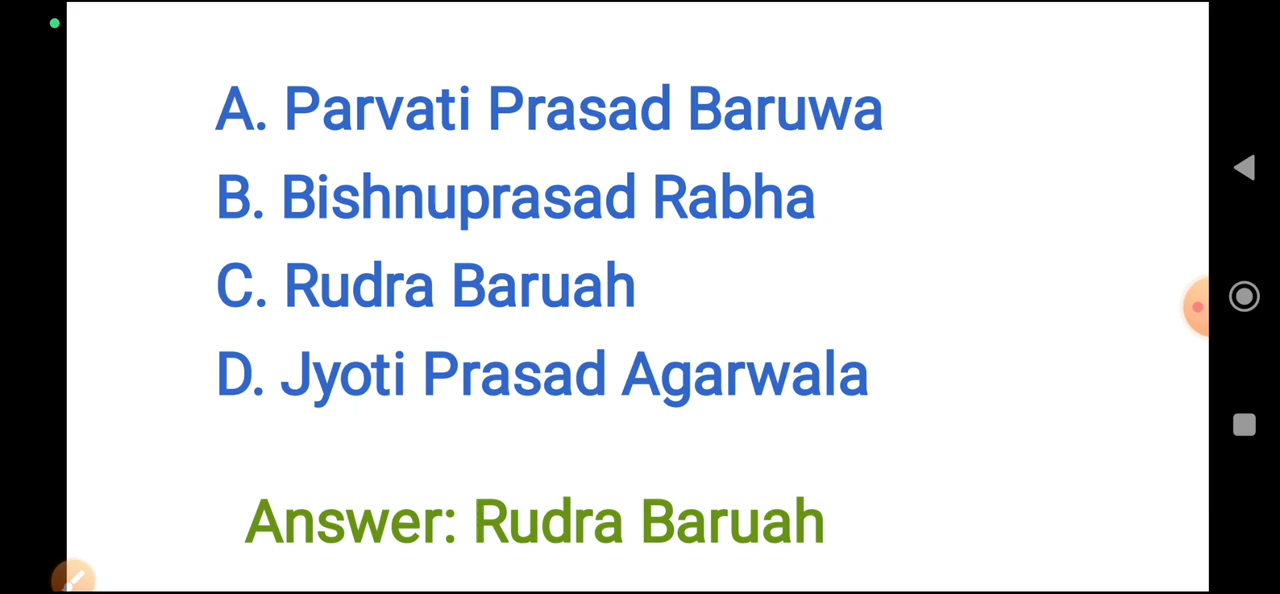 A. Parvati Prasad Baruwa
B. Bishnuprasad Rabha
C. Rudra Baruah
D. Jyoti Prasad Agarwala
Answer: Rudra Baruah